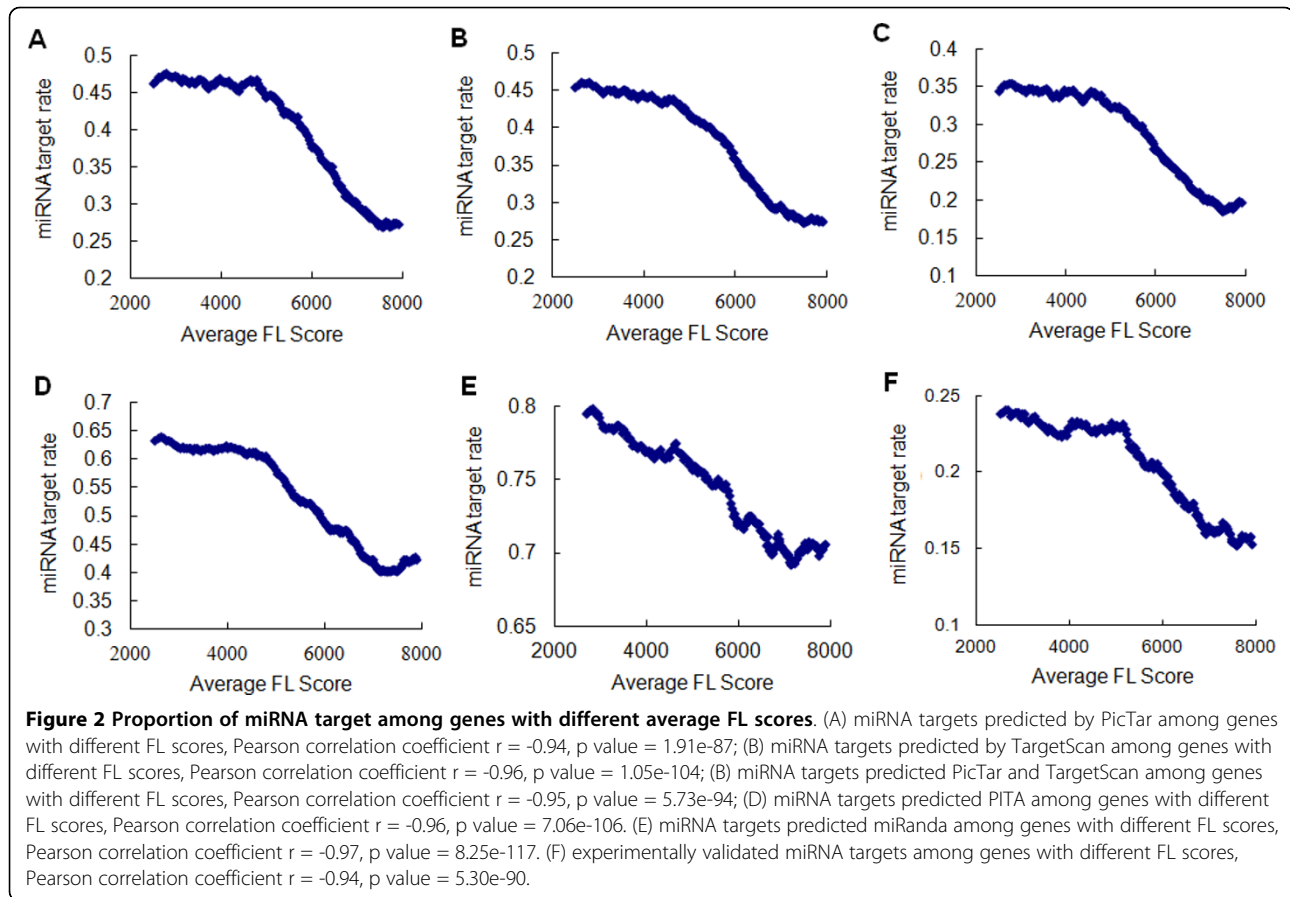 A
B
C
0.5
0.45
0.4
0.35
0.3
0.25
0.2
miRNA target rate
2000 4000 6000 8000
Average FL Score
0.5
0.45
0.4
0.35
0.3
0.25
0.2
miRNA target rate
2000 4000 6000 8000
Average FL Score
0.4
0.35
0.3
0.25
0.2
0.15
0.1
miRNA target rate
2000 4000 6000 8000
Average FL Score
D
E
F
0.7
0.65
0.6
0.55
0.5
0.45
0.4
0.35
0.3
miRNA target rate
2000 4000 6000 8000
Average FL Score
0.8
0.75
0.7
0.65
miRNA target rate
2000 4000 6000 8000
Average FL Score
0.25
0.2
0.15
0.1
miRNA target rate
2000 4000 6000 8000
Average FL Score
Figure 2 Proportion of miRNA target among genes with different average FL scores. (A) miRNA targets predicted by PicTar among genes
with different FL scores, Pearson correlation coefficient r = -0.94, p value = 1.91e-87; (B) miRNA targets predicted by TargetScan among genes with
different FL scores, Pearson correlation coefficient r = -0.96, p value = 1.05e-104; (B) miRNA targets predicted PicTar and TargetScan among genes
with different FL scores, Pearson correlation coefficient r = -0.95, p value = 5.73e-94; (D) miRNA targets predicted PITA among genes with different
FL scores, Pearson correlation coefficient r = -0.96, p value = 7.06e-106. (E) miRNA targets predicted miRanda among genes with different FL scores,
Pearson correlation coefficient r = -0.97, p value = 8.25e-117. (F) experimentally validated miRNA targets among genes with different FL scores,
Pearson correlation coefficient r = -0.94, p value = 5.30e-90.